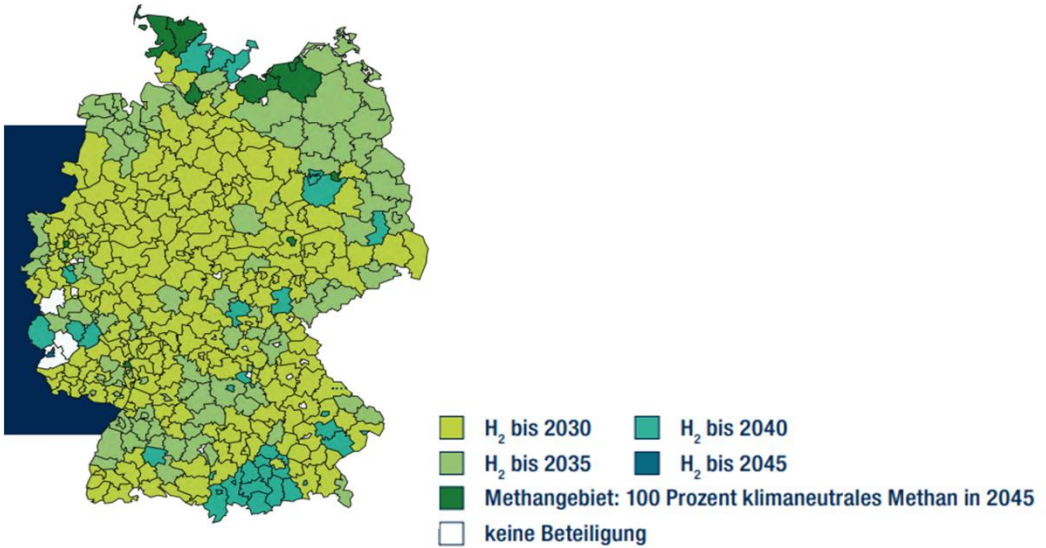 H₂ bis 2030
H₂ bis 2040
H₂ bis 2035
H₂ bis 2045
Methangebiet: 100 Prozent klimaneutrales Methan in 2045
keine Beteiligung